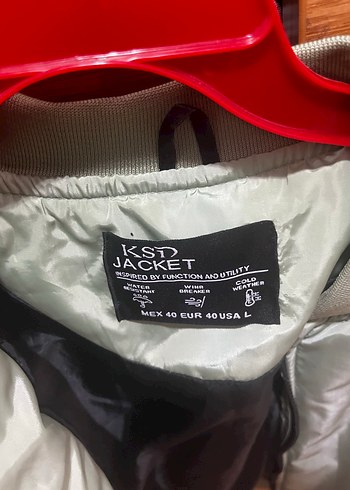 KSD
JACKET
INSPIRED BY FUNCTION AND UTILITY
WATER RESISTANT
WIND BREAKER
COLD WEATHER
MEX 40 EUR 40 USA L